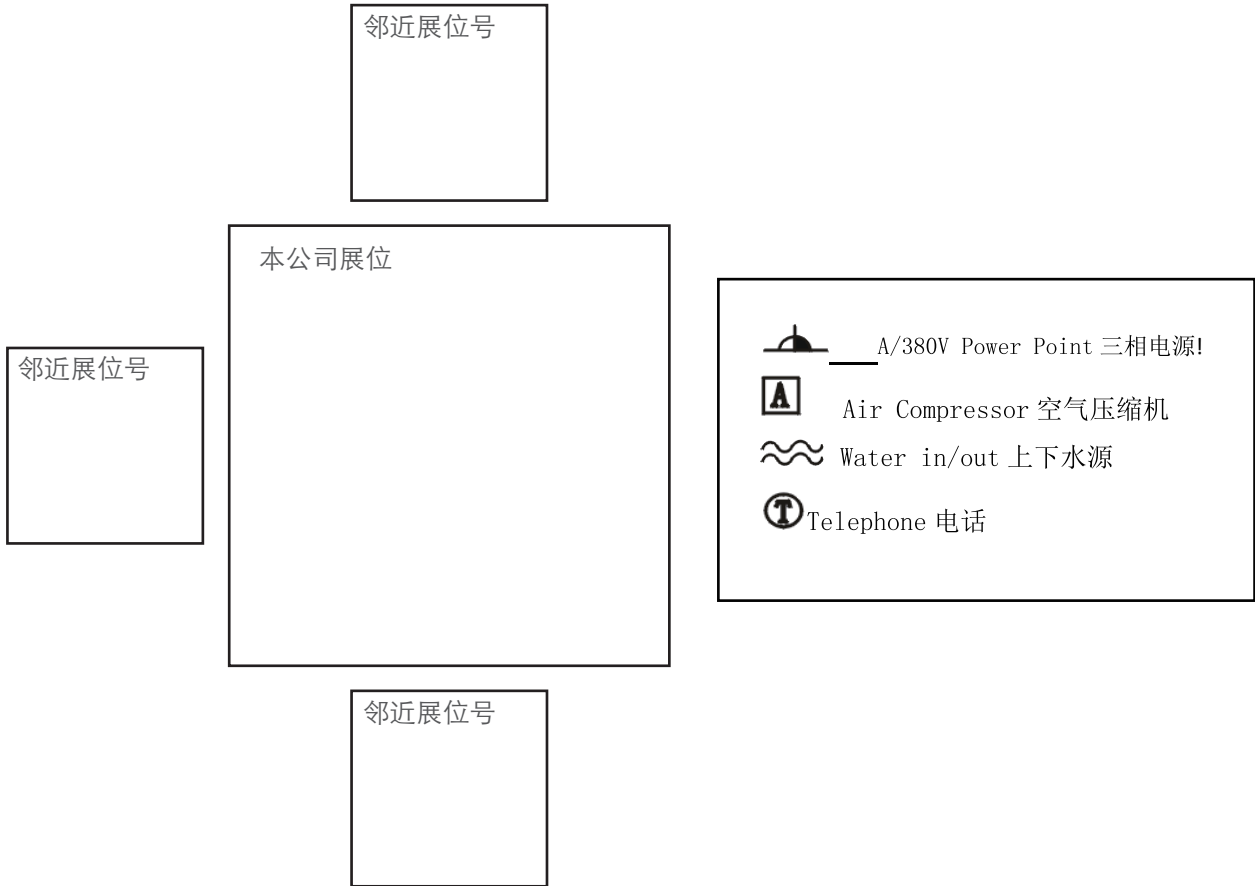 邻近展位号
本公司展位
邻近展位号
___A/380V Power Point 三相电源!
A Air Compressor 空气压缩机
Water in/out 上下水源
T Telephone 电话
邻近展位号